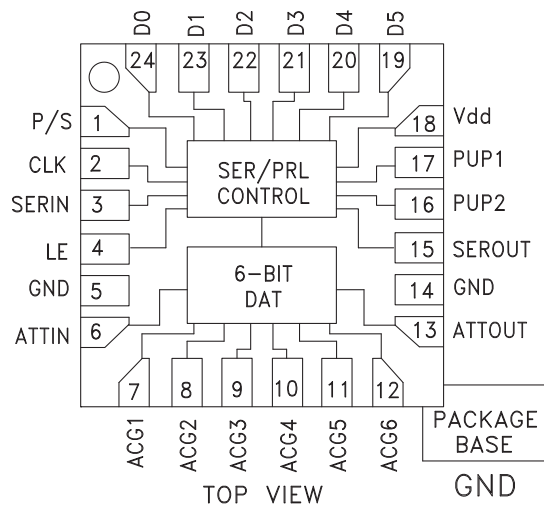 D0 D1 D2 D3 D4 D5
24 23 22 21 20 19
P/S 1
CLK 2
SERIN 3
LE 4
GND 5
ATTIN 6
SER/PRL
CONTROL
6-BIT
DAT
18 Vdd
17 PUP1
16 PUP2
15 SEROUT
14 GND
13 ATTOUT
7 8 9 10 11 12
ACG1 ACG2 ACG3 ACG4 ACG5 ACG6
PACKAGE
BASE
GND
TOP VIEW